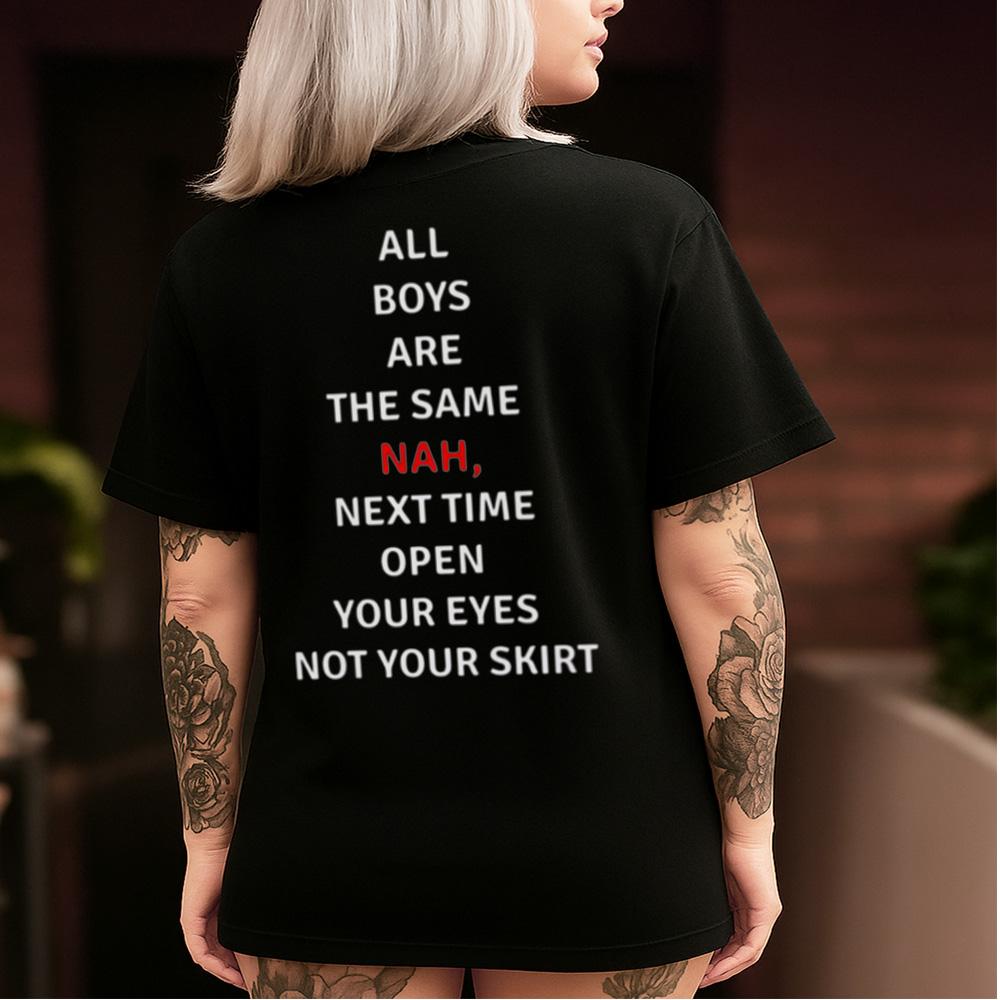 ALL
BOYS
ARE
THE SAME
NAH,
NEXT TIME
OPEN
YOUR EYES
NOT YOUR SKIRT